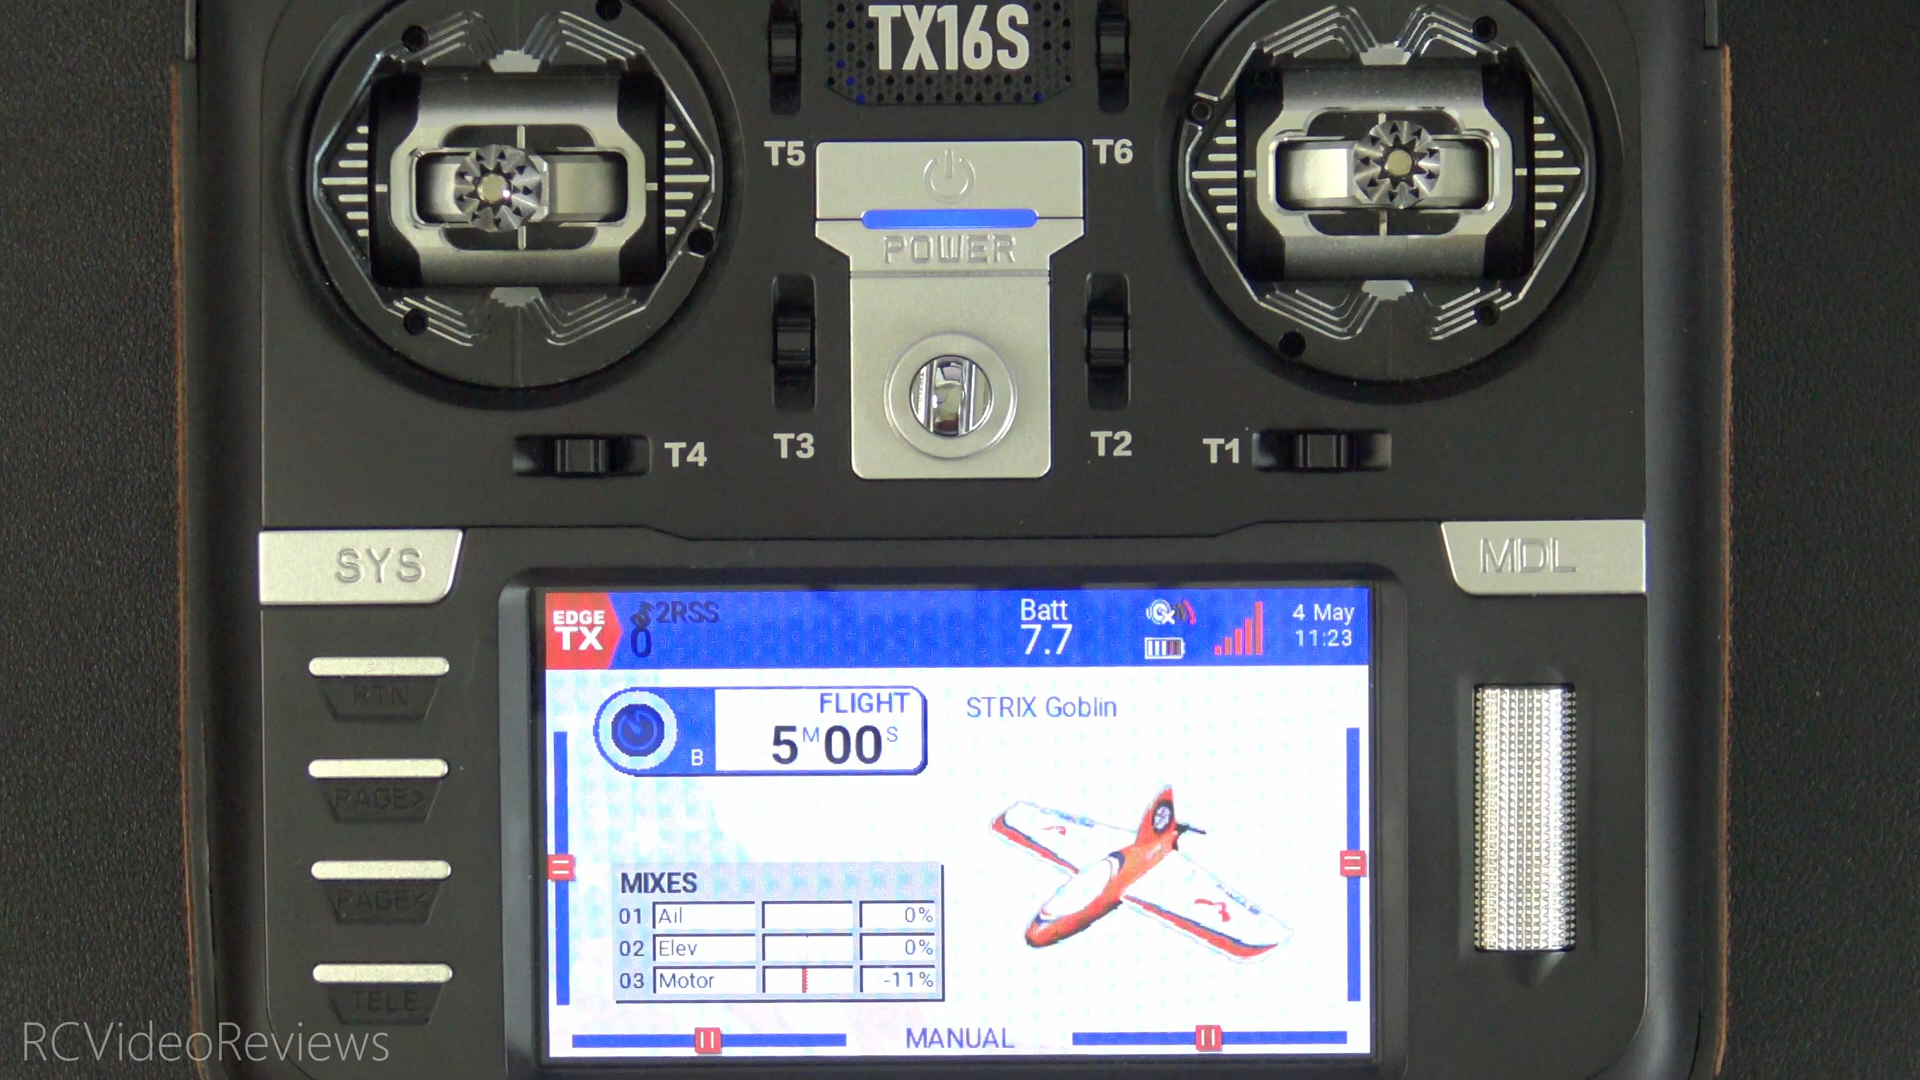 TX16S
T5
T6
POWER
T4
T3
T2
T1
SYS
MDL
EDGE
TX
2RSS
0
Batt
7.7
4 May
11:23
RTN
PAGE>
PAGE<
TELE
FLIGHT
B
5M00S
STRIX Goblin
MIXES
01 Ail 0%
02 Elev 0%
03 Motor -11%
MANUAL
RCVideoReviews